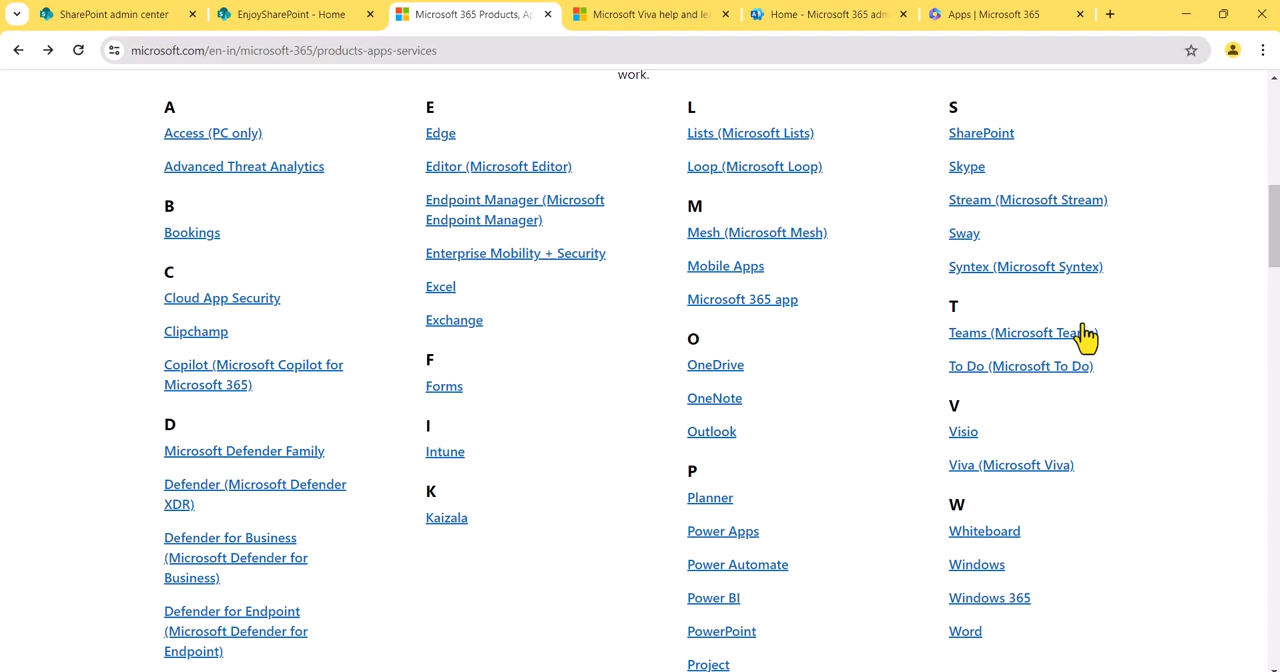 SharePoint admin center
EnjoySharePoint - Home
Microsoft 365 Products, Ap
Microsoft Viva help and le
Home - Microsoft 365 adm
Apps | Microsoft 365
microsoft.com/en-in/microsoft-365/products-apps-services
work.
A
Access (PC only)
Advanced Threat Analytics
B
Bookings
C
Cloud App Security
Clipchamp
Copilot (Microsoft Copilot for
Microsoft 365)
D
Microsoft Defender Family
Defender (Microsoft Defender
XDR)
Defender for Business
(Microsoft Defender for
Business)
Defender for Endpoint
(Microsoft Defender for
Endpoint)
E
Edge
Editor (Microsoft Editor)
Endpoint Manager (Microsoft
Endpoint Manager)
Enterprise Mobility + Security
Excel
Exchange
F
Forms
I
Intune
K
Kaizala
L
Lists (Microsoft Lists)
Loop (Microsoft Loop)
M
Mesh (Microsoft Mesh)
Mobile Apps
Microsoft 365 app
O
OneDrive
OneNote
Outlook
P
Planner
Power Apps
Power Automate
Power BI
PowerPoint
Project
S
SharePoint
Skype
Stream (Microsoft Stream)
Sway
Syntex (Microsoft Syntex)
T
Teams (Microsoft Teams)
To Do (Microsoft To Do)
V
Visio
Viva (Microsoft Viva)
W
Whiteboard
Windows
Windows 365
Word